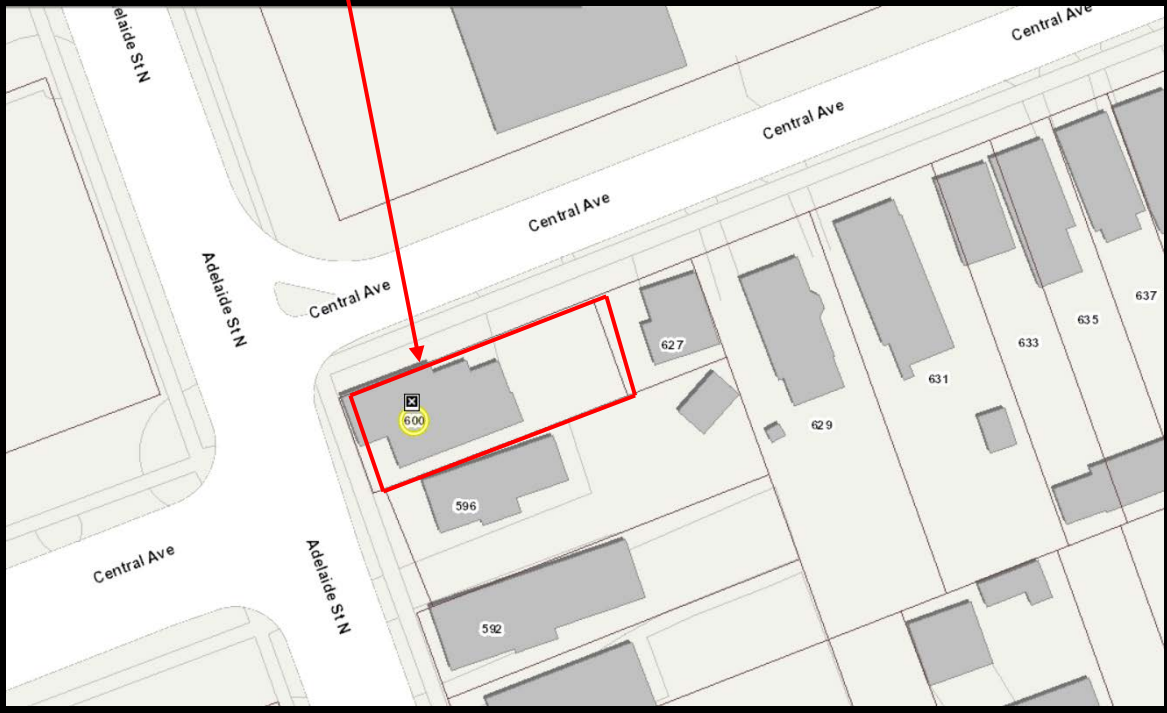 elaide St N
Central Ave
Central Ave
Central Ave
Adelaide St N
Central Ave
637
635
633
627
631
600
629
596
Central Ave
Adelaide St N
592